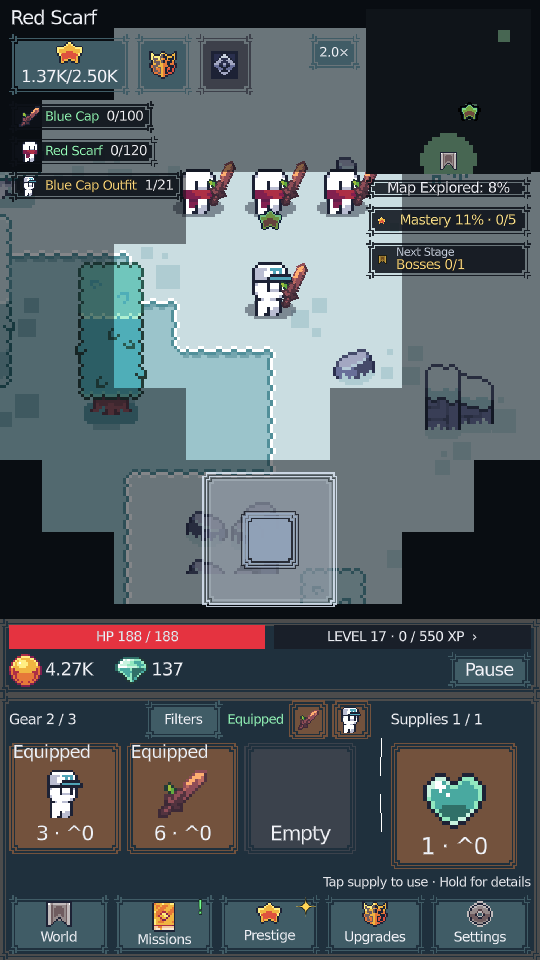 Red Scarf
1.37K/2.50K
2.0×
Blue Cap 0/100
Red Scarf 0/120
Blue Cap Outfit 1/21
Map Explored: 8%
Mastery 11% · 0/5
Next Stage
Bosses 0/1
HP 188 / 188
LEVEL 17 · 0 / 550 XP ›
4.27K
137
Pause
Gear 2 / 3
Filters
Equipped
Supplies 1 / 1
Equipped
3 · ^0
Equipped
6 · ^0
Empty
1 · ^0
Tap supply to use · Hold for details
World
Missions
!
Prestige
Upgrades
Settings